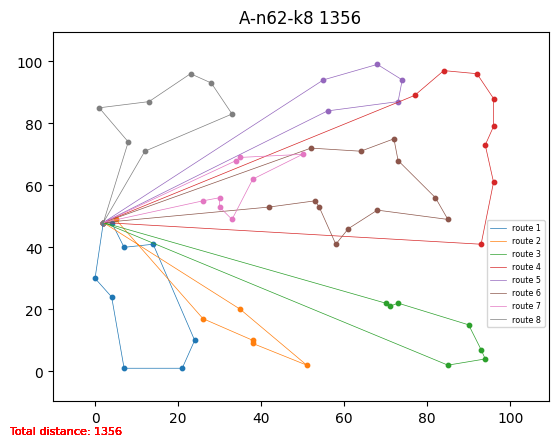 A-n62-k8 1356
100
80
60
40
20
0
0 20 40 60 80 100
route 1
route 2
route 3
route 4
route 5
route 6
route 7
route 8
Total distance: 1356